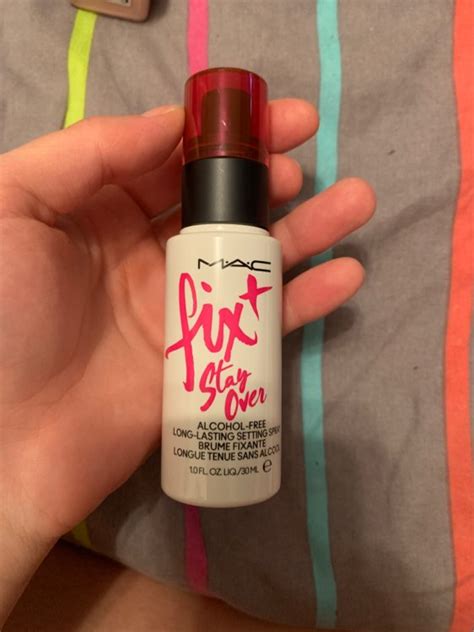 M·A·C
fix+
Stay
Over
ALCOHOL-FREE
LONG-LASTING SETTING SPRAY
BRUME FIXANTE
LONGUE TENUE SANS ALCOOL
1.0 FL.OZ.LIQ./30 ML ℮